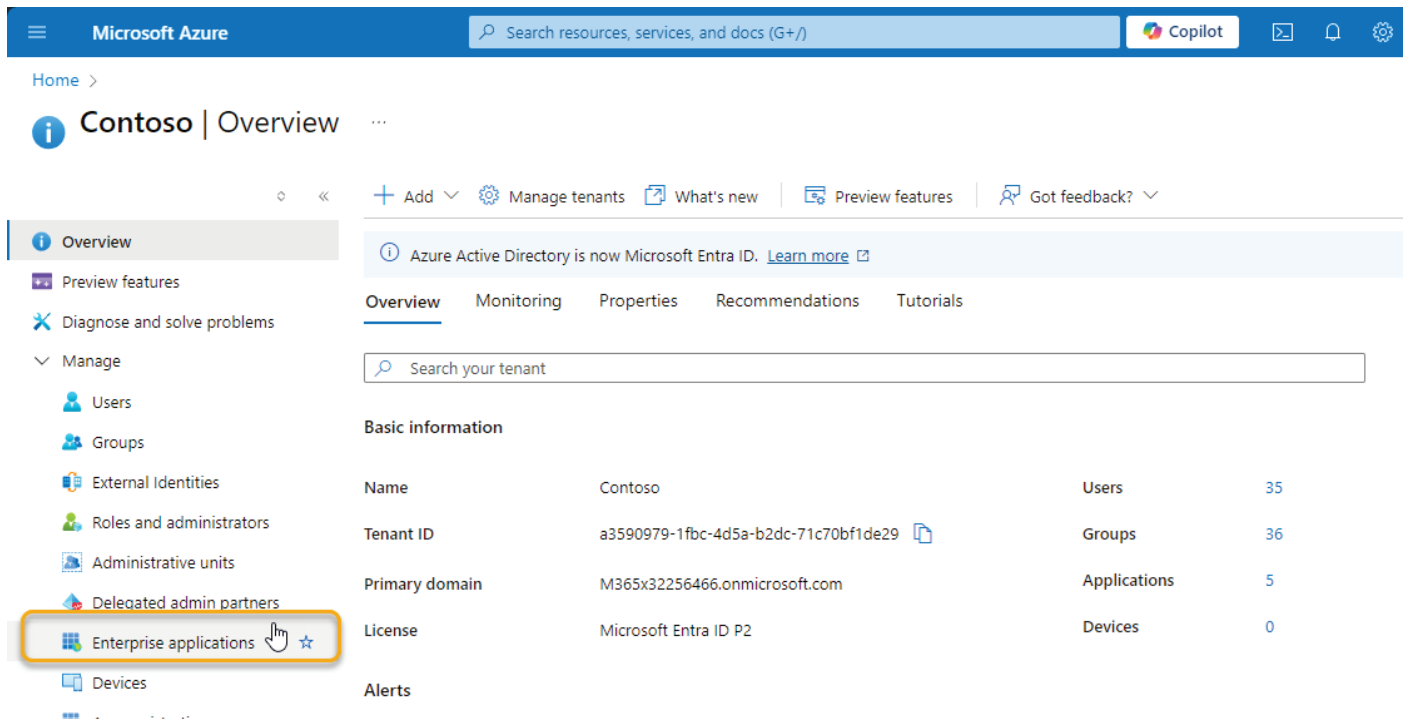 Microsoft Azure
Search resources, services, and docs (G+/)
Copilot
Home >
Contoso | Overview ...
Add
Manage tenants
What's new
Preview features
Got feedback?
Overview
Preview features
Diagnose and solve problems
Manage
Users
Groups
External Identities
Roles and administrators
Administrative units
Delegated admin partners
Enterprise applications
Devices
Azure Active Directory is now Microsoft Entra ID. Learn more
Overview Monitoring Properties Recommendations Tutorials
Search your tenant
Basic information
Name Contoso Users 35
Tenant ID a3590979-1fbc-4d5a-b2dc-71c70bf1de29 Groups 36
Primary domain M365x32256466.onmicrosoft.com Applications 5
License Microsoft Entra ID P2 Devices 0
Alerts